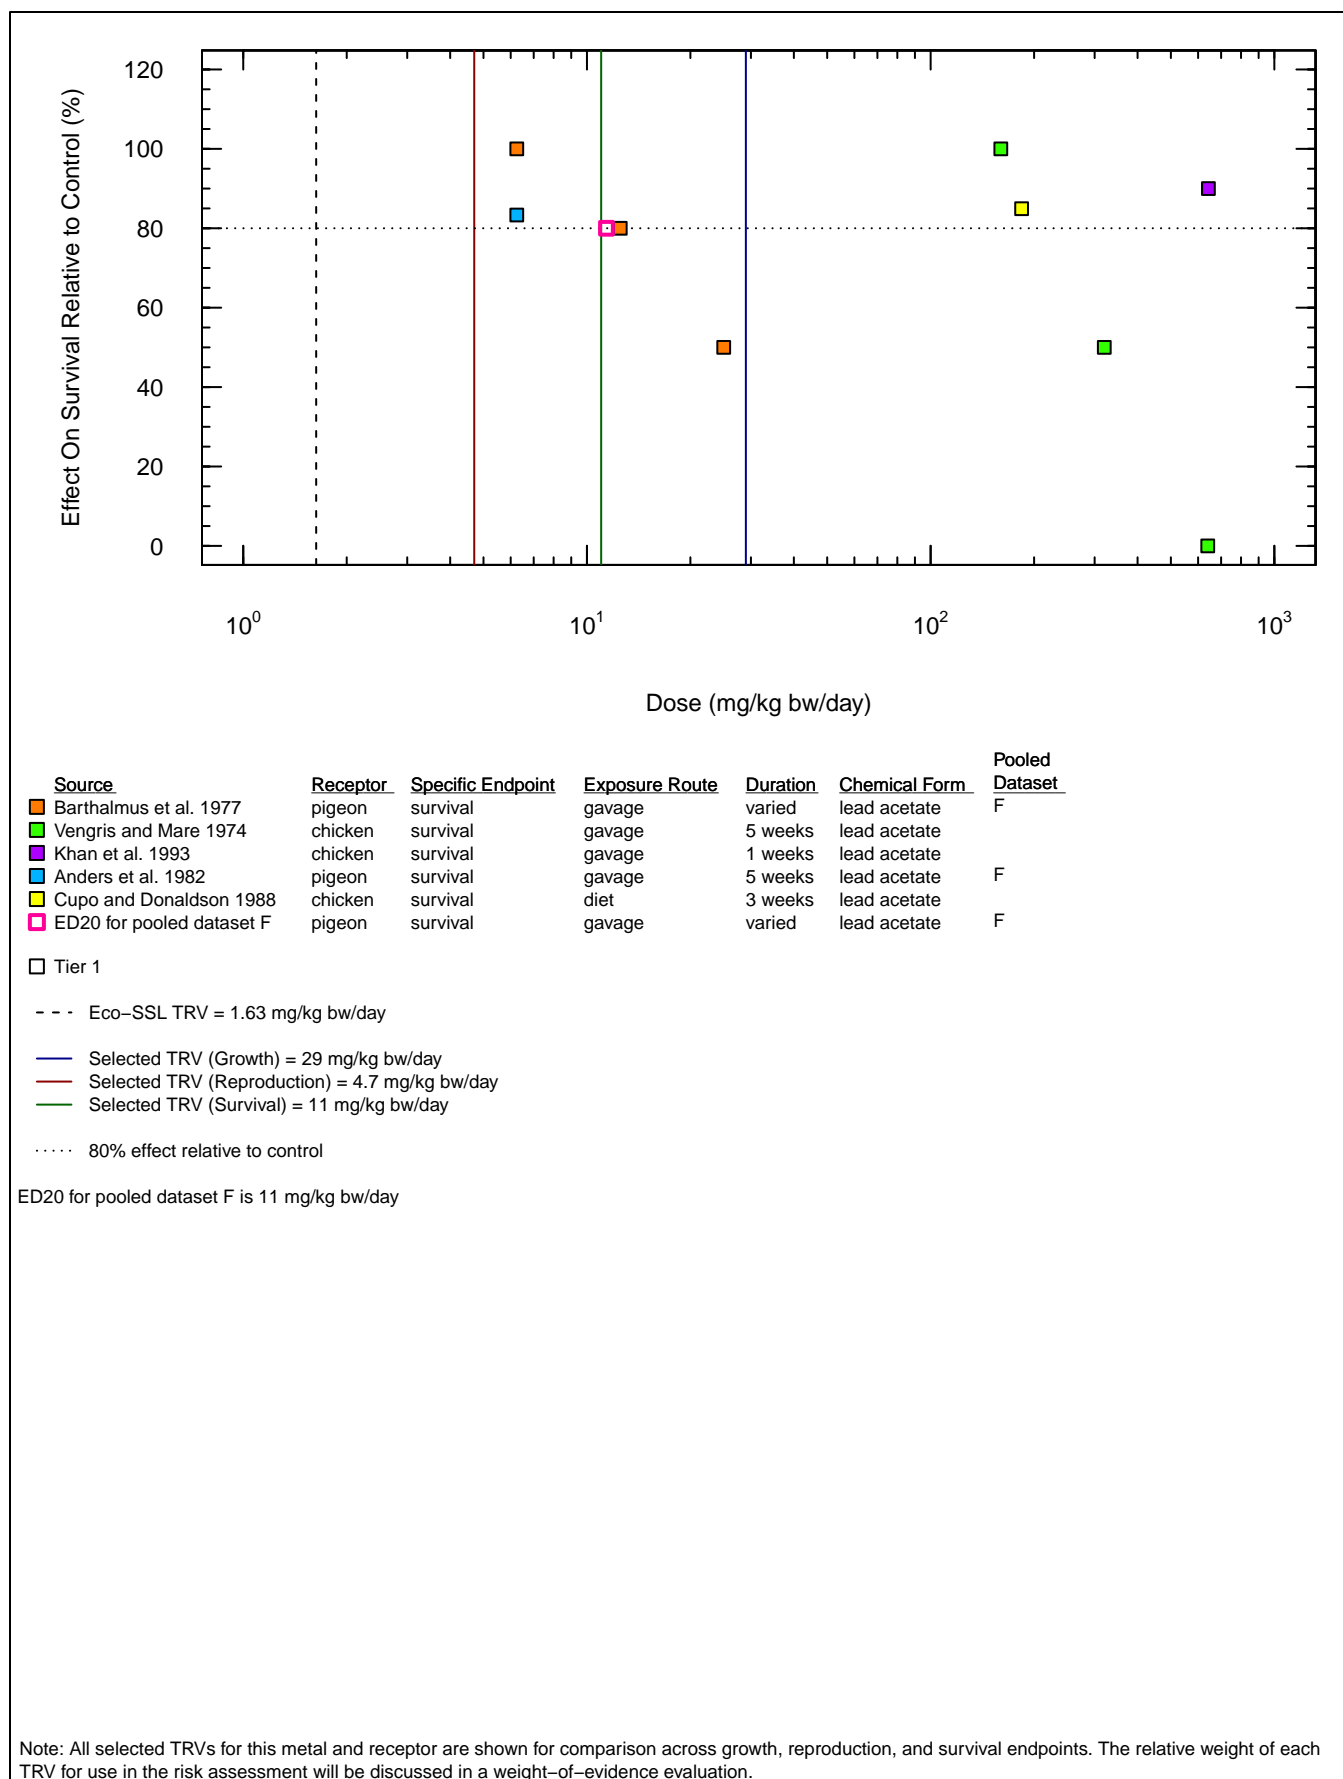 Effect On Survival Relative to Control (%)
120
100
80
60
40
20
0
10^0 10^1 10^2 10^3
Dose (mg/kg bw/day)
Pooled
Source Receptor Specific Endpoint Exposure Route Duration Chemical Form Dataset
Barthalmus et al. 1977 pigeon survival gavage varied lead acetate F
Vengris and Mare 1974 chicken survival gavage 5 weeks lead acetate
Khan et al. 1993 chicken survival gavage 1 weeks lead acetate
Anders et al. 1982 pigeon survival gavage 5 weeks lead acetate F
Cupo and Donaldson 1988 chicken survival diet 3 weeks lead acetate
ED20 for pooled dataset F pigeon survival gavage varied lead acetate F
Tier 1
Eco−SSL TRV = 1.63 mg/kg bw/day
Selected TRV (Growth) = 29 mg/kg bw/day
Selected TRV (Reproduction) = 4.7 mg/kg bw/day
Selected TRV (Survival) = 11 mg/kg bw/day
80% effect relative to control
ED20 for pooled dataset F is 11 mg/kg bw/day
Note: All selected TRVs for this metal and receptor are shown for comparison across growth, reproduction, and survival endpoints. The relative weight of each
TRV for use in the risk assessment will be discussed in a weight−of−evidence evaluation.